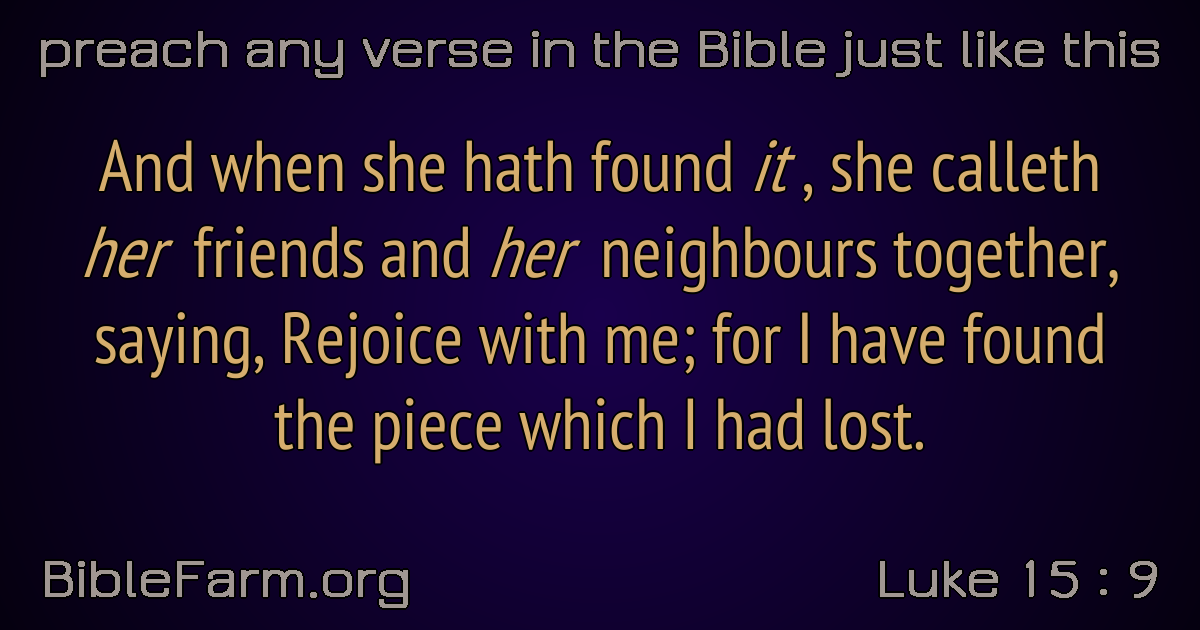 preach any verse in the Bible just like this
And when she hath found it , she calleth
her friends and her neighbours together,
saying, Rejoice with me; for I have found
the piece which I had lost.
BibleFarm.org
Luke 15 : 9